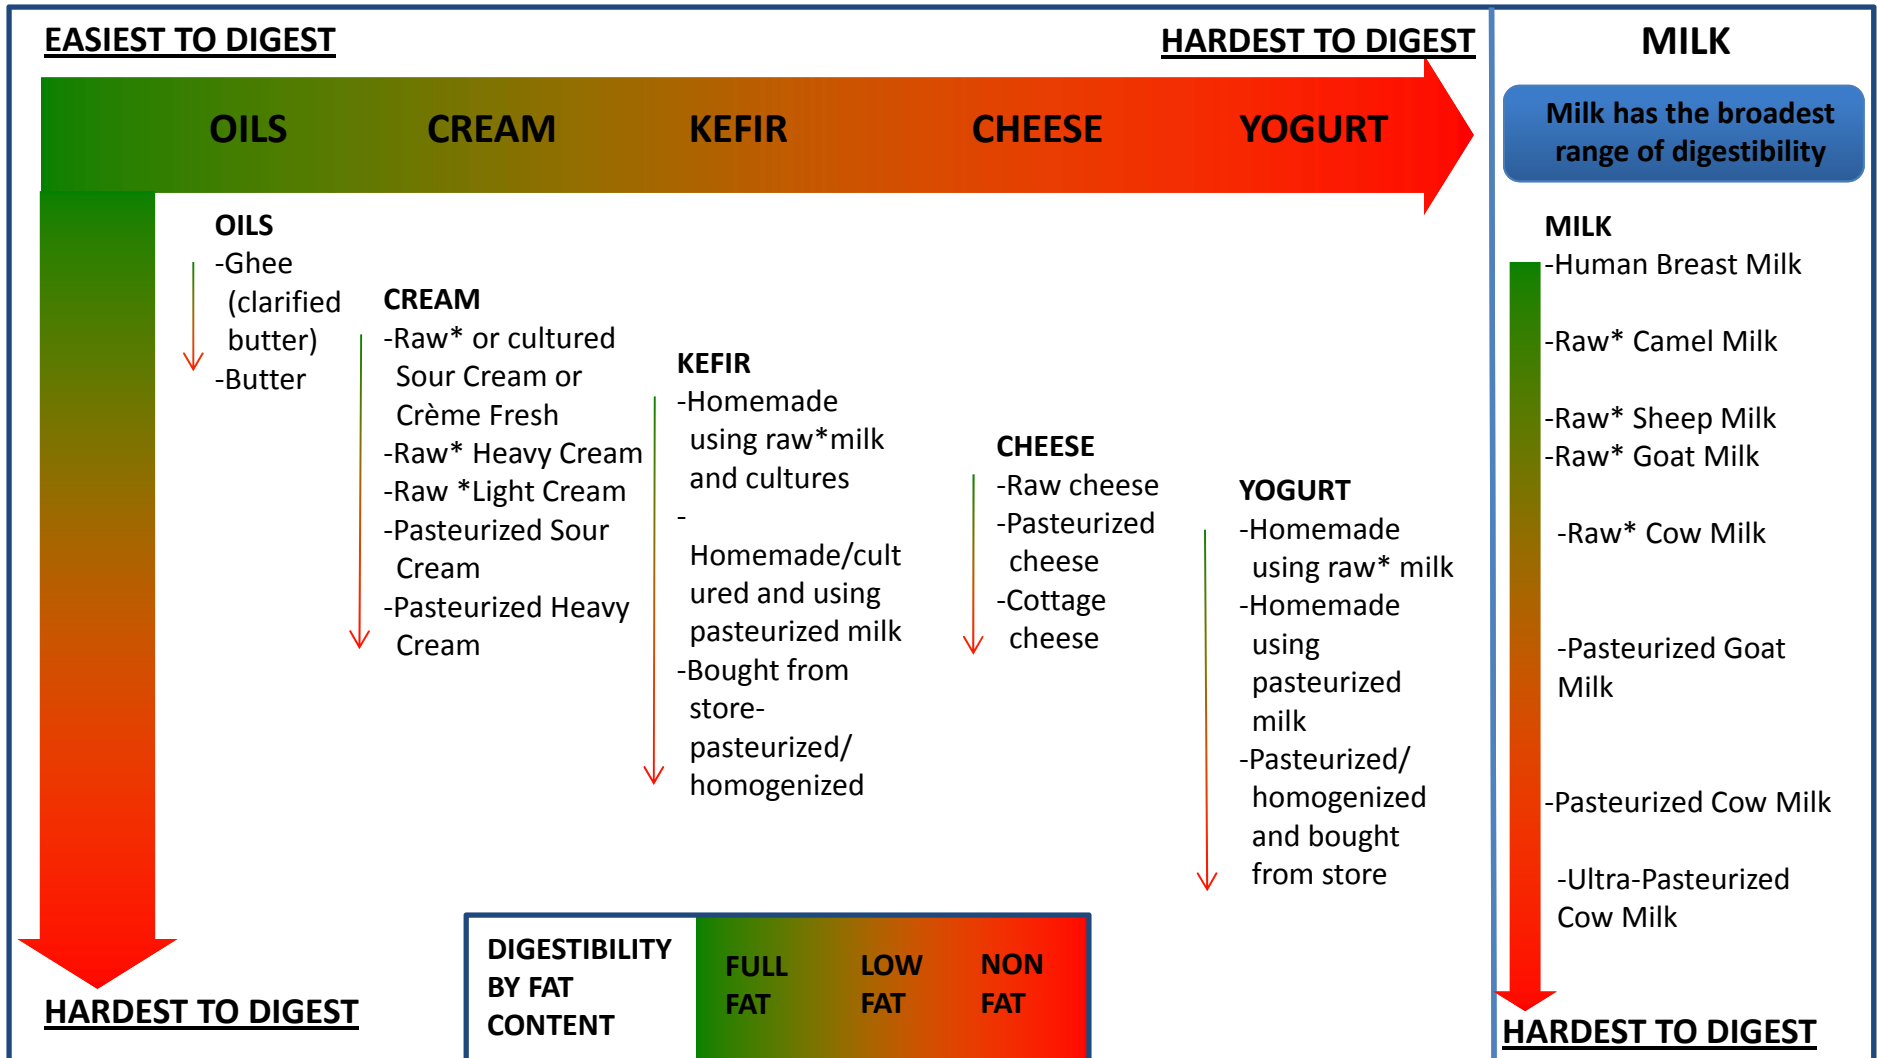 EASIEST TO DIGEST
HARDEST TO DIGEST
OILS
CREAM
KEFIR
CHEESE
YOGURT
OILS
-Ghee
(clarified
butter)
-Butter
CREAM
-Raw* or cultured
Sour Cream or
Crème Fresh
-Raw* Heavy Cream
-Raw *Light Cream
-Pasteurized Sour
Cream
-Pasteurized Heavy
Cream
KEFIR
-Homemade
using raw*milk
and cultures
-
Homemade/cult
ured and using
pasteurized milk
-Bought from
store-
pasteurized/
homogenized
CHEESE
-Raw cheese
-Pasteurized
cheese
-Cottage
cheese
YOGURT
-Homemade
using raw* milk
-Homemade
using
pasteurized
milk
-Pasteurized/
homogenized
and bought
from store
HARDEST TO DIGEST
DIGESTIBILITY
BY FAT
CONTENT
FULL
FAT
LOW
FAT
NON
FAT
MILK
Milk has the broadest
range of digestibility
MILK
-Human Breast Milk
-Raw* Camel Milk
-Raw* Sheep Milk
-Raw* Goat Milk
-Raw* Cow Milk
-Pasteurized Goat
Milk
-Pasteurized Cow Milk
-Ultra-Pasteurized
Cow Milk
HARDEST TO DIGEST